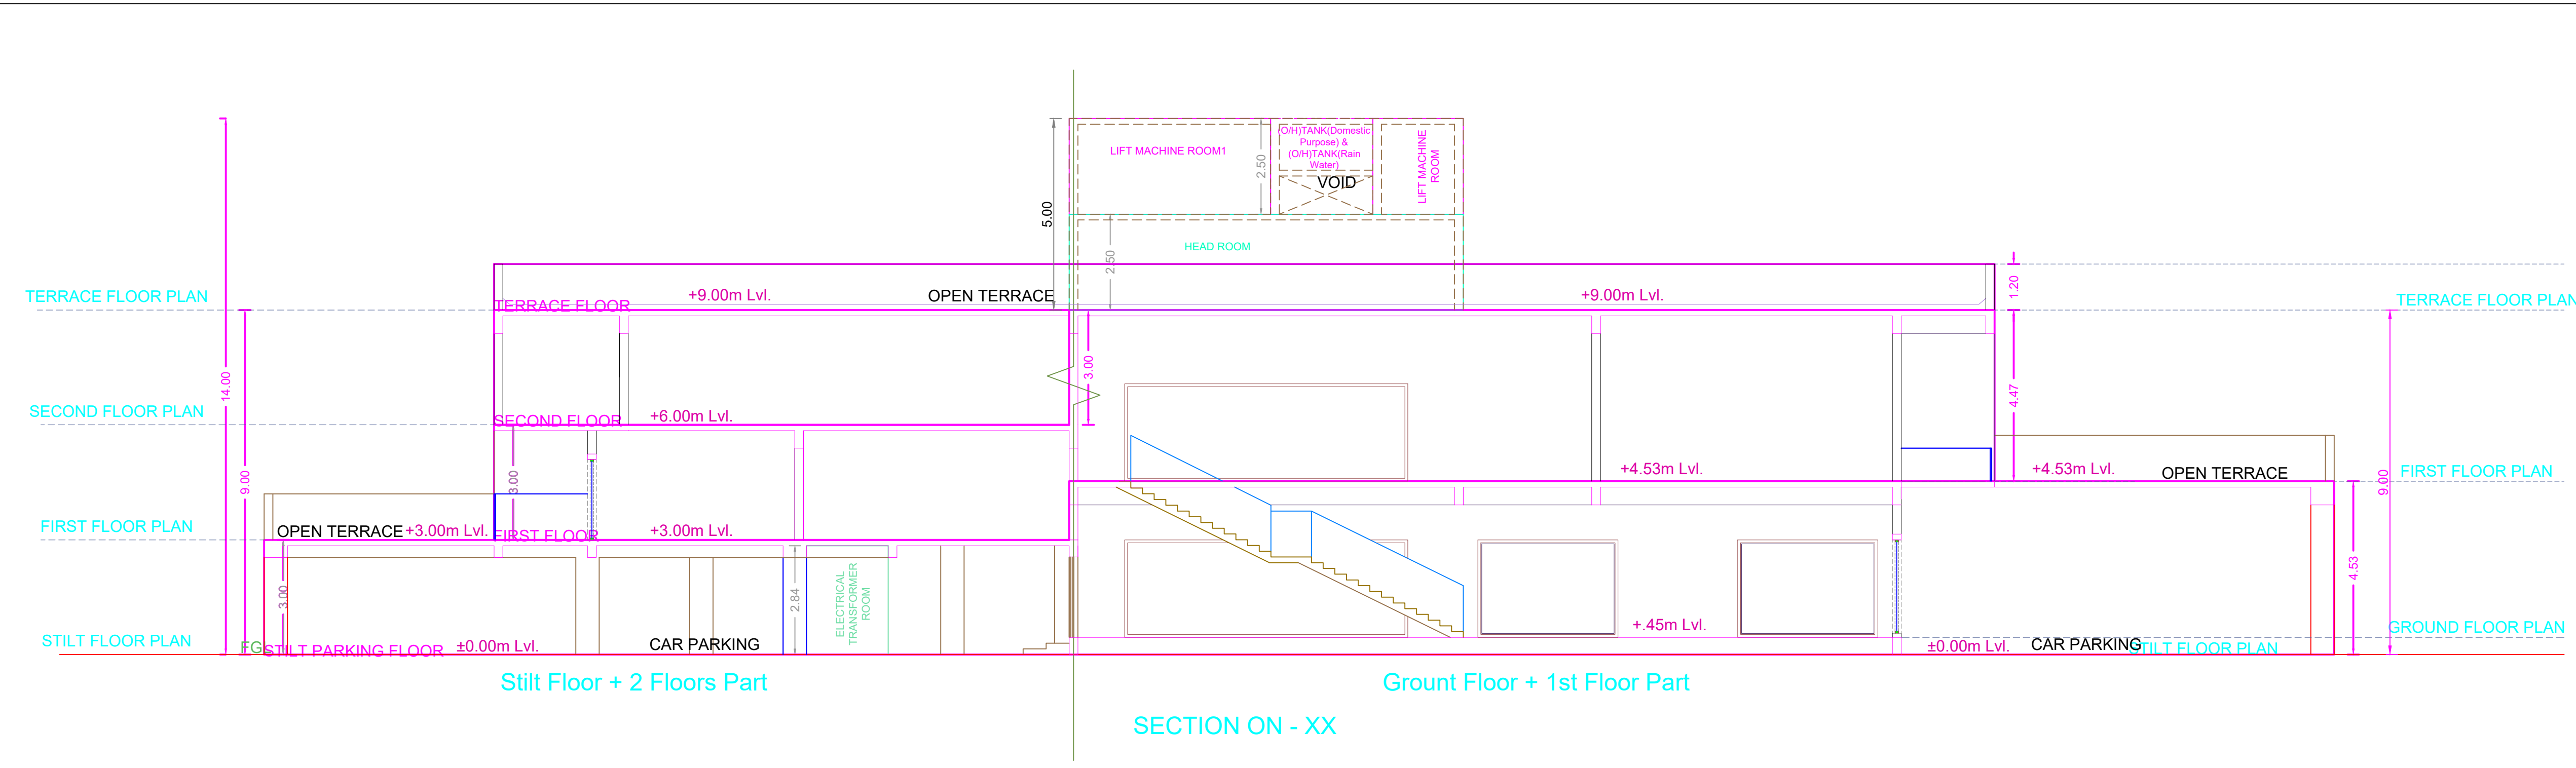 LIFT MACHINE ROOM1
(O/H)TANK(Domestic
Purpose) &
(O/H)TANK(Rain
Water)
VOID
LIFT MACHINE
ROOM
2.50
5.00
HEAD ROOM
2.50
14.00
TERRACE FLOOR PLAN
TERRACE FLOOR
+9.00m Lvl.
OPEN TERRACE
+9.00m Lvl.
1.20
TERRACE FLOOR PLAN
3.00
4.47
SECOND FLOOR PLAN
SECOND FLOOR
+6.00m Lvl.
9.00
3.00
+4.53m Lvl.
+4.53m Lvl.
OPEN TERRACE
9.00
FIRST FLOOR PLAN
FIRST FLOOR PLAN
OPEN TERRACE
+3.00m Lvl.
FIRST FLOOR
+3.00m Lvl.
3.00
2.84
ELECTRICAL
TRANSFORMER
ROOM
4.53
+.45m Lvl.
GROUND FLOOR PLAN
STILT FLOOR PLAN
STILT PARKING FLOOR
±0.00m Lvl.
CAR PARKING
±0.00m Lvl.
CAR PARKING
STILT FLOOR PLAN
Stilt Floor + 2 Floors Part
Grount Floor + 1st Floor Part
SECTION ON - XX